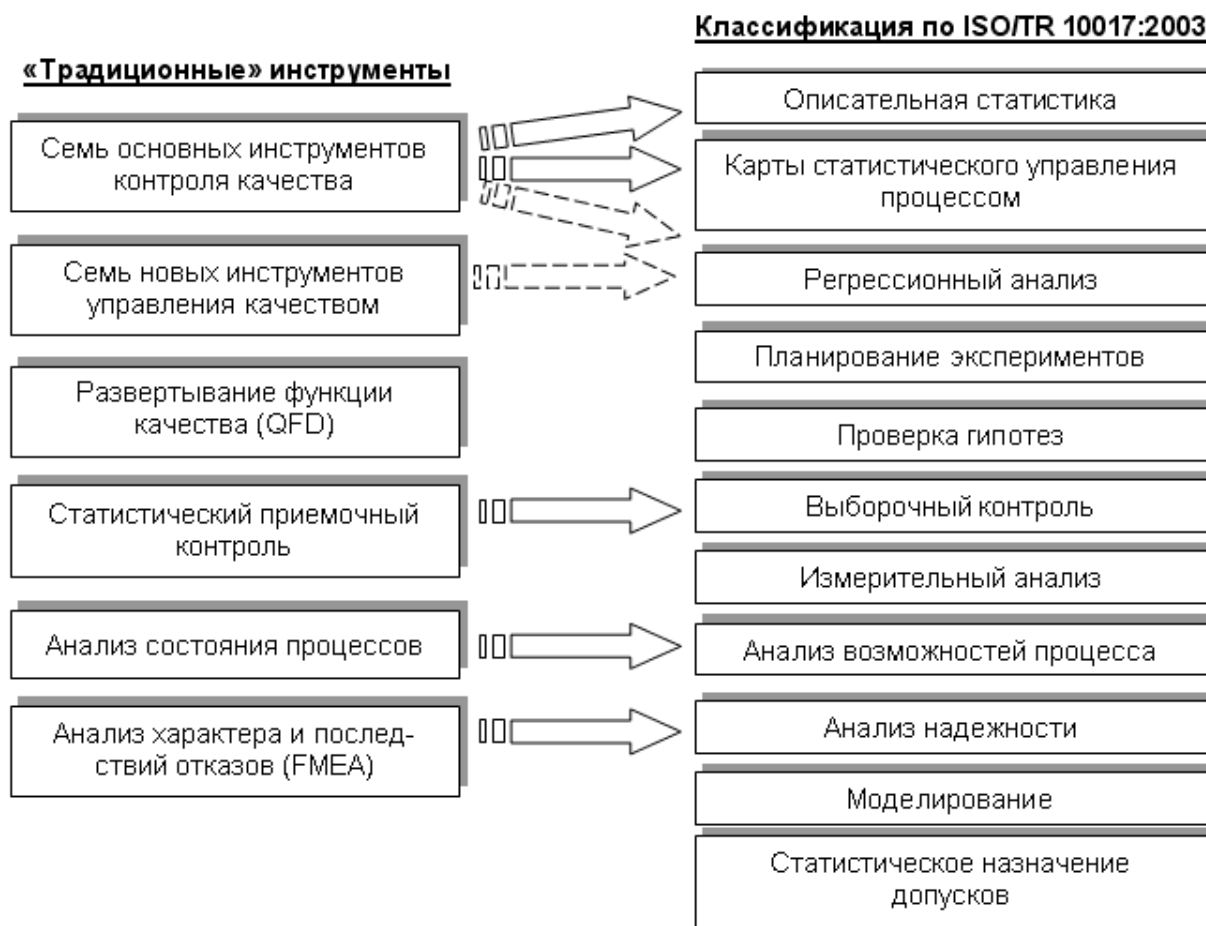 Классификация по ISO/TR 10017:2003
«Традиционные» инструменты
Семь основных инструментов
контроля качества
Семь новых инструментов
управления качеством
Развертывание функции
качества (QFD)
Статистический приемочный
контроль
Анализ состояния процессов
Анализ характера и послед-
ствий отказов (FMEA)
Описательная статистика
Карты статистического управления
процессом
Регрессионный анализ
Планирование экспериментов
Проверка гипотез
Выборочный контроль
Измерительный анализ
Анализ возможностей процесса
Анализ надежности
Моделирование
Статистическое назначение
допусков